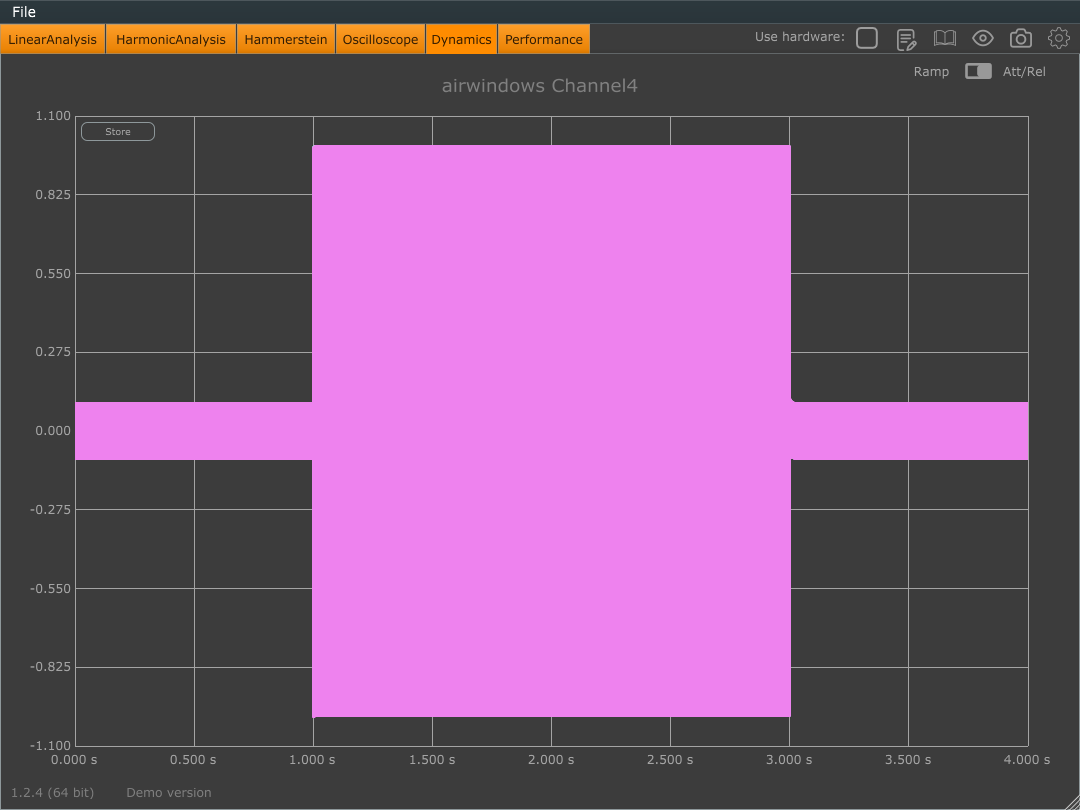 File
LinearAnalysis HarmonicAnalysis Hammerstein Oscilloscope Dynamics Performance Use hardware:
Ramp Att/Rel
airwindows Channel4
1.100
Store
0.825
0.550
0.275
0.000
-0.275
-0.550
-0.825
-1.100
0.000 s 0.500 s 1.000 s 1.500 s 2.000 s 2.500 s 3.000 s 3.500 s 4.000 s
1.2.4 (64 bit) Demo version